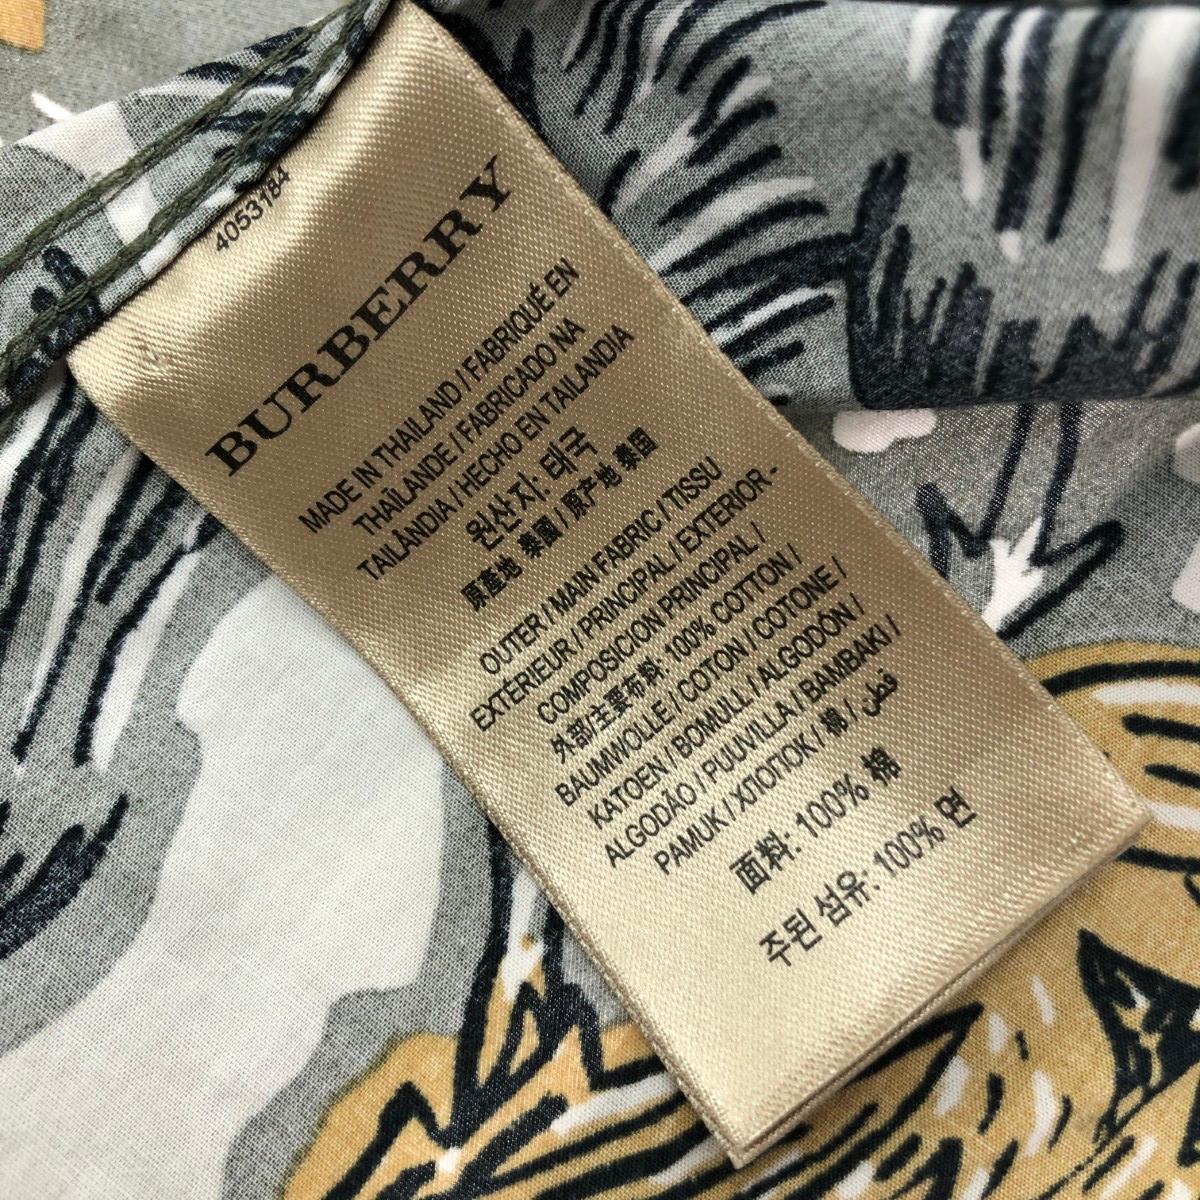 4053184
BURBERRY
MADE IN THAILAND / FABRIQUÉ EN
THAÏLANDE / FABRICADO NA
TAILÂNDIA / HECHO EN TAILANDIA
원산지: 태국
原產地 泰國 / 原产地 泰國
OUTER / MAIN FABRIC / TISSU
EXTÉRIEUR / PRINCIPAL / EXTERIOR -
COMPOSICION PRINCIPAL /
外部/主要布料: 100% COTTON /
BAUMWOLLE / COTON / COTONE /
KATOEN / BOMULL / ALGODÓN /
ALGODÃO / PUUVILLA / BAMBAKI /
PAMUK / ХЛОПОК / 綿 / قطن
面料: 100% 棉
주된 섬유: 100% 면